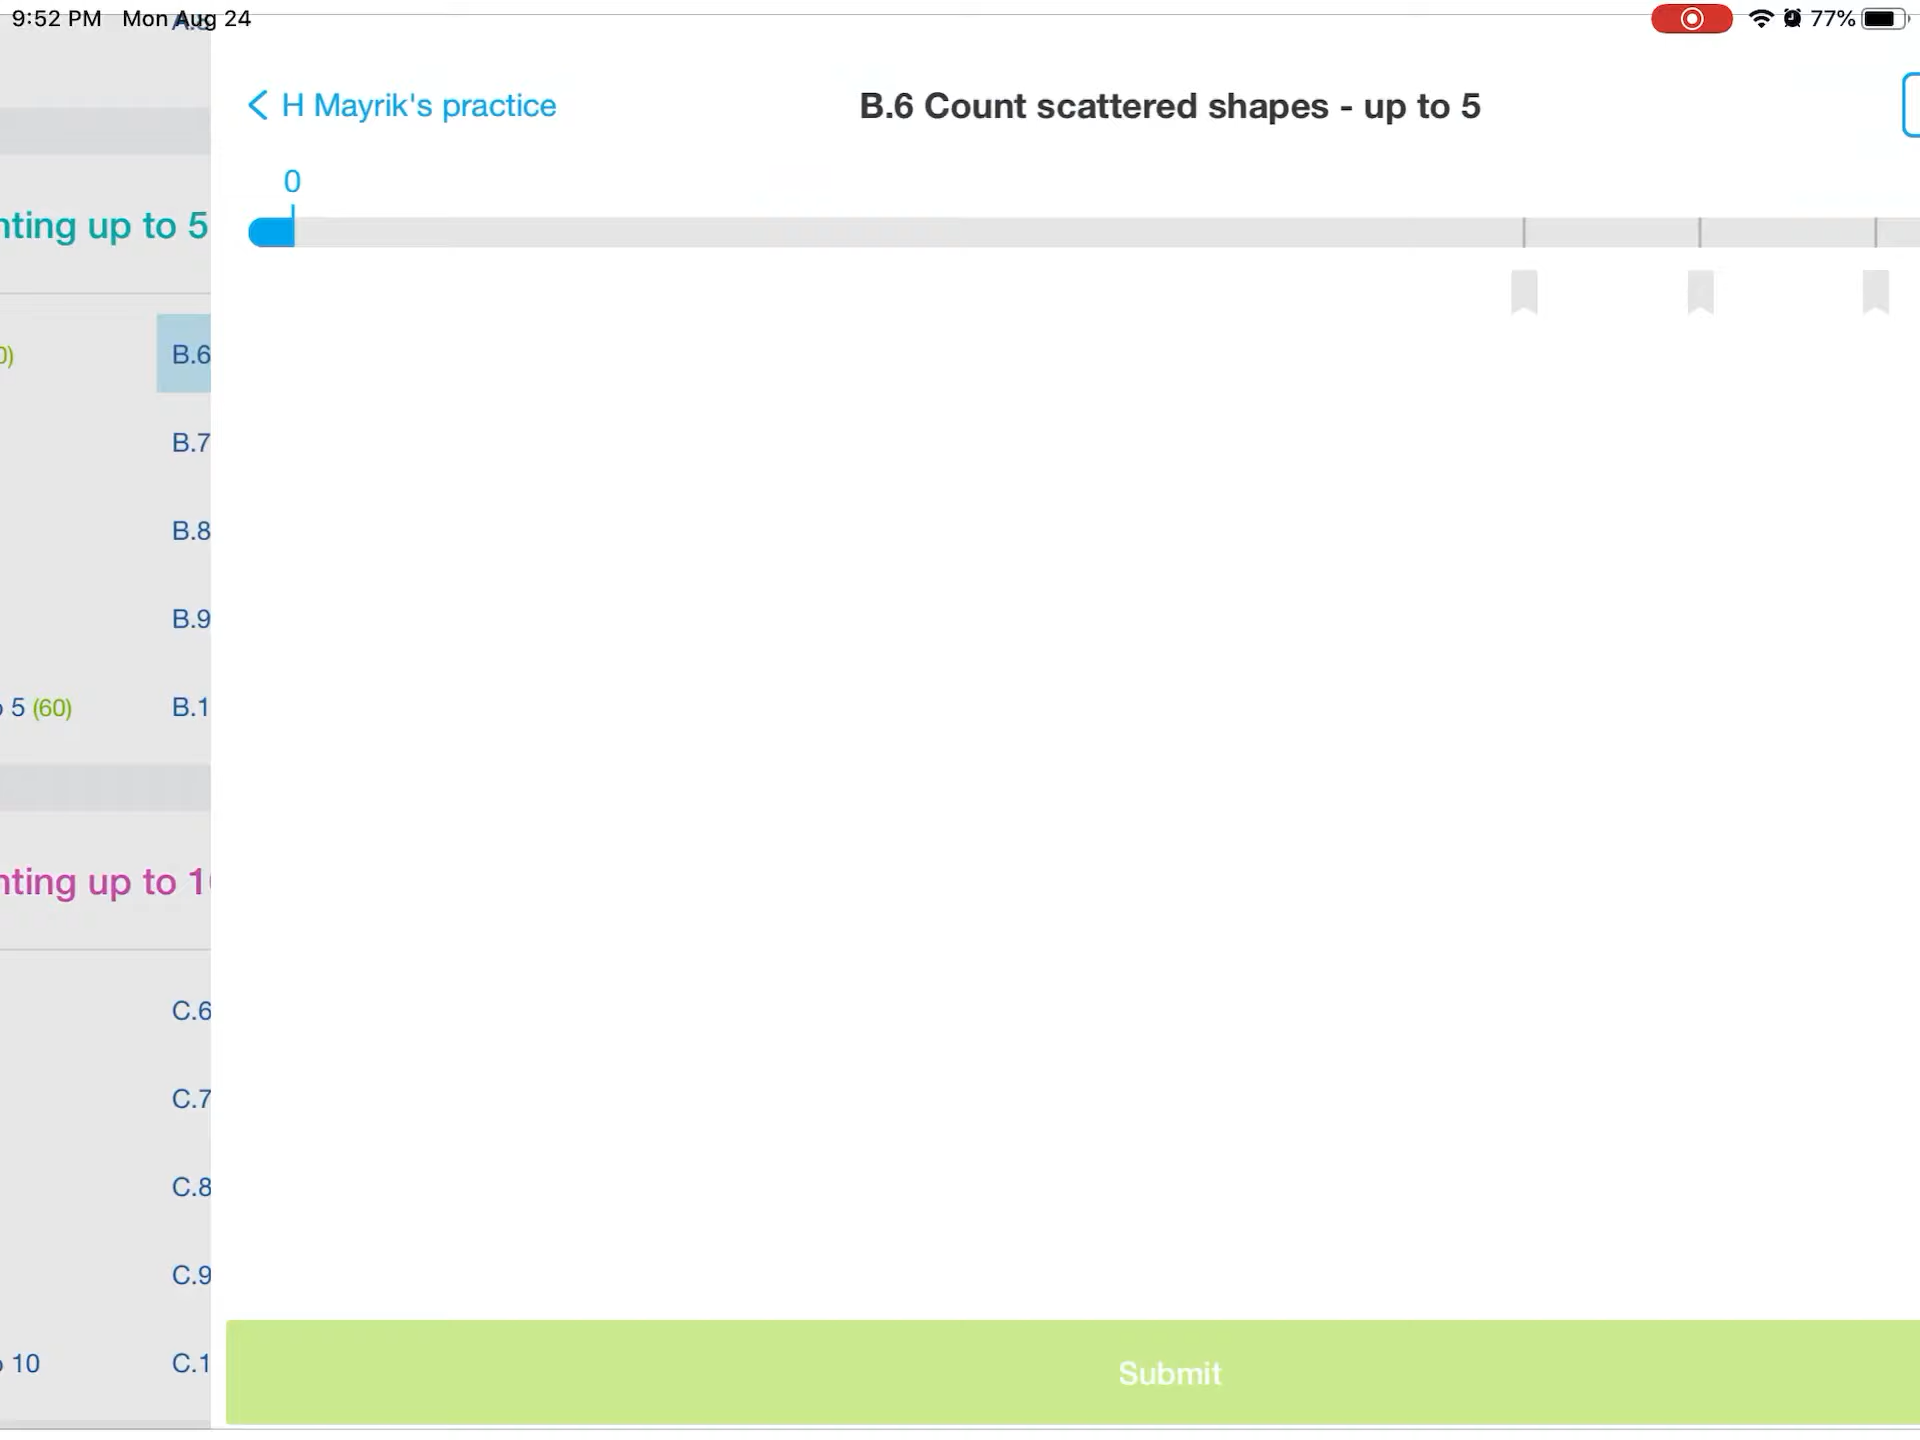 9:52 PM Mon Aug 24
77%
H Mayrik's practice
B.6 Count scattered shapes - up to 5
0
nting up to 5
0)
B.6
B.7
B.8
B.9
o 5 (60)
B.1
nting up to 1
C.6
C.7
C.8
C.9
o 10
C.1
Submit